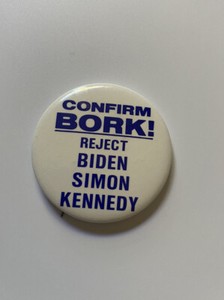 CONFIRM
BORK!
REJECT
BIDEN
SIMON
KENNEDY